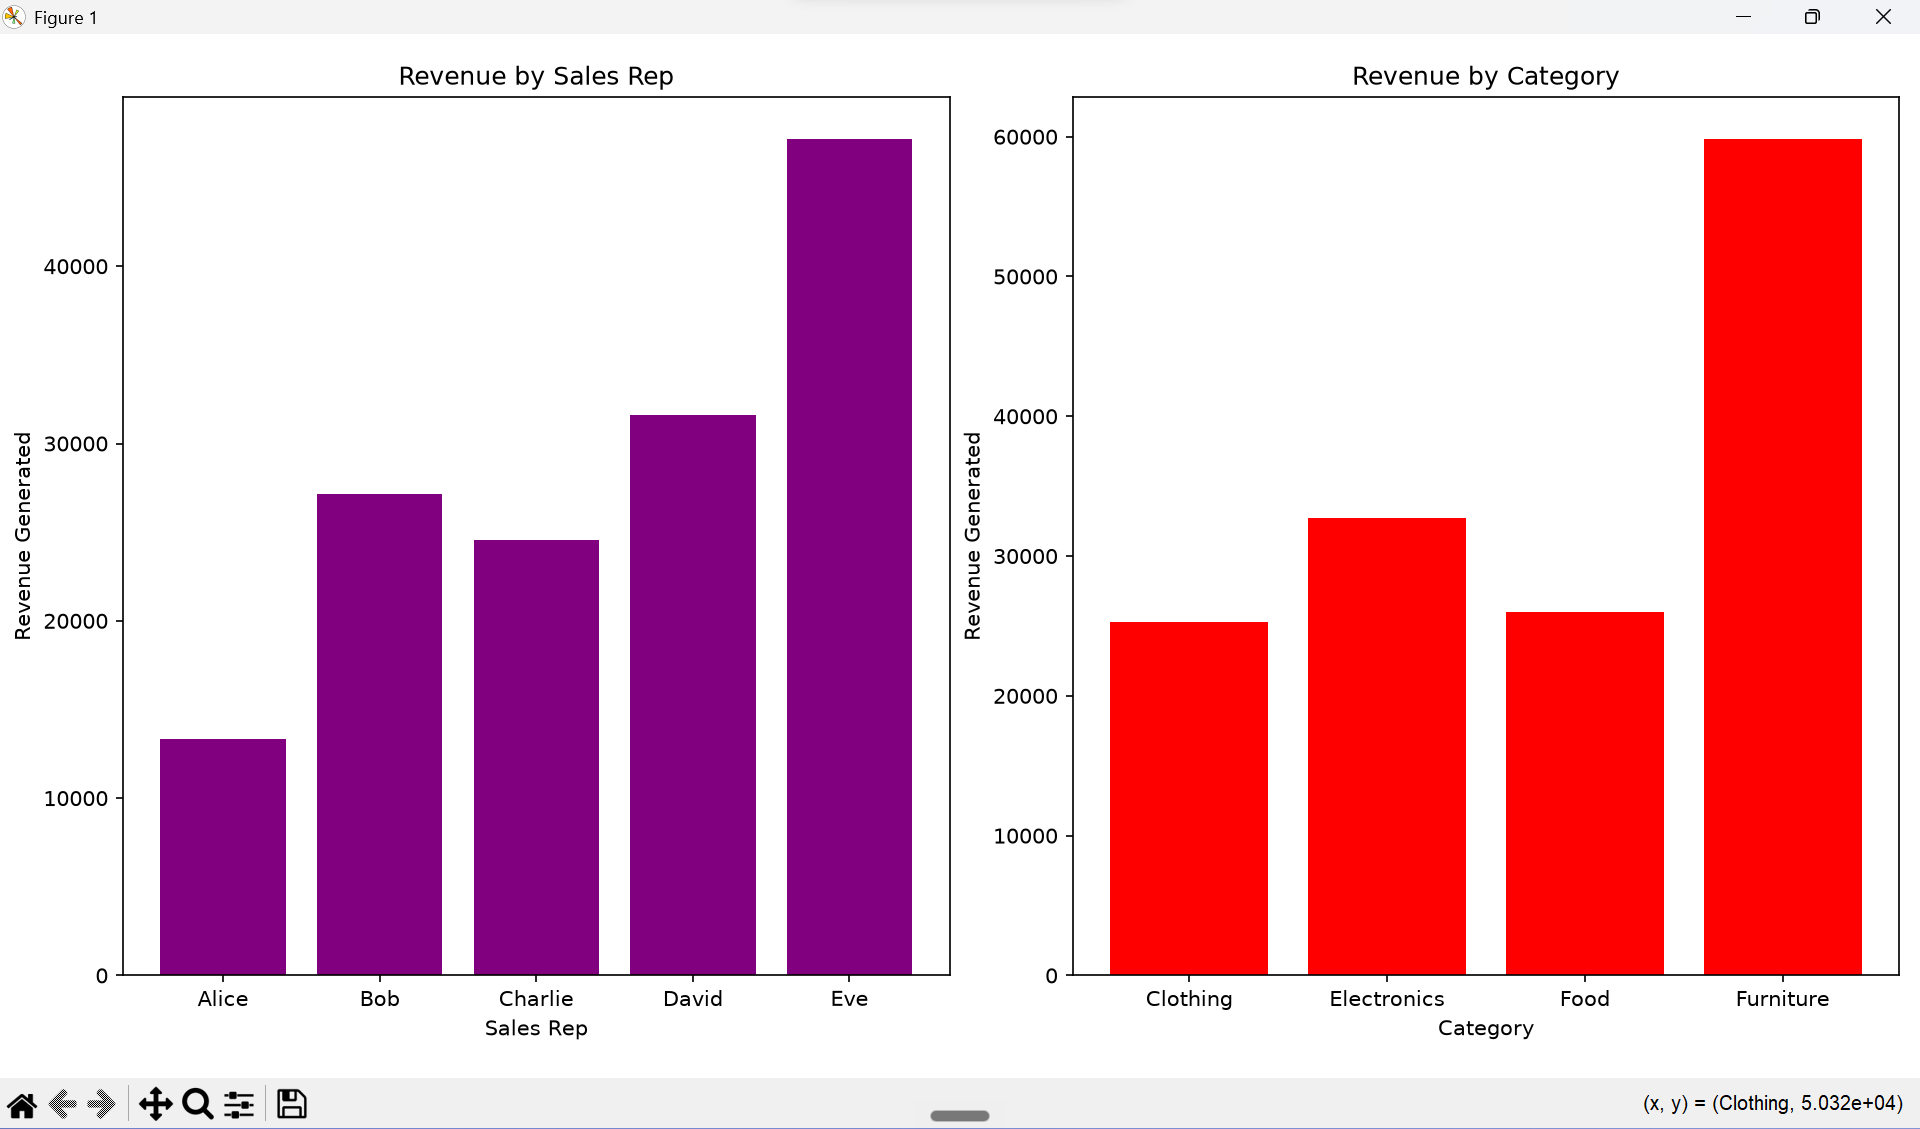 Figure 1
Revenue by Sales Rep
40000
30000
20000
10000
0
Revenue Generated
Alice Bob Charlie David Eve
Sales Rep
Revenue by Category
60000
50000
40000
30000
20000
10000
0
Revenue Generated
Clothing Electronics Food Furniture
Category
(x, y) = (Clothing, 5.032e+04)